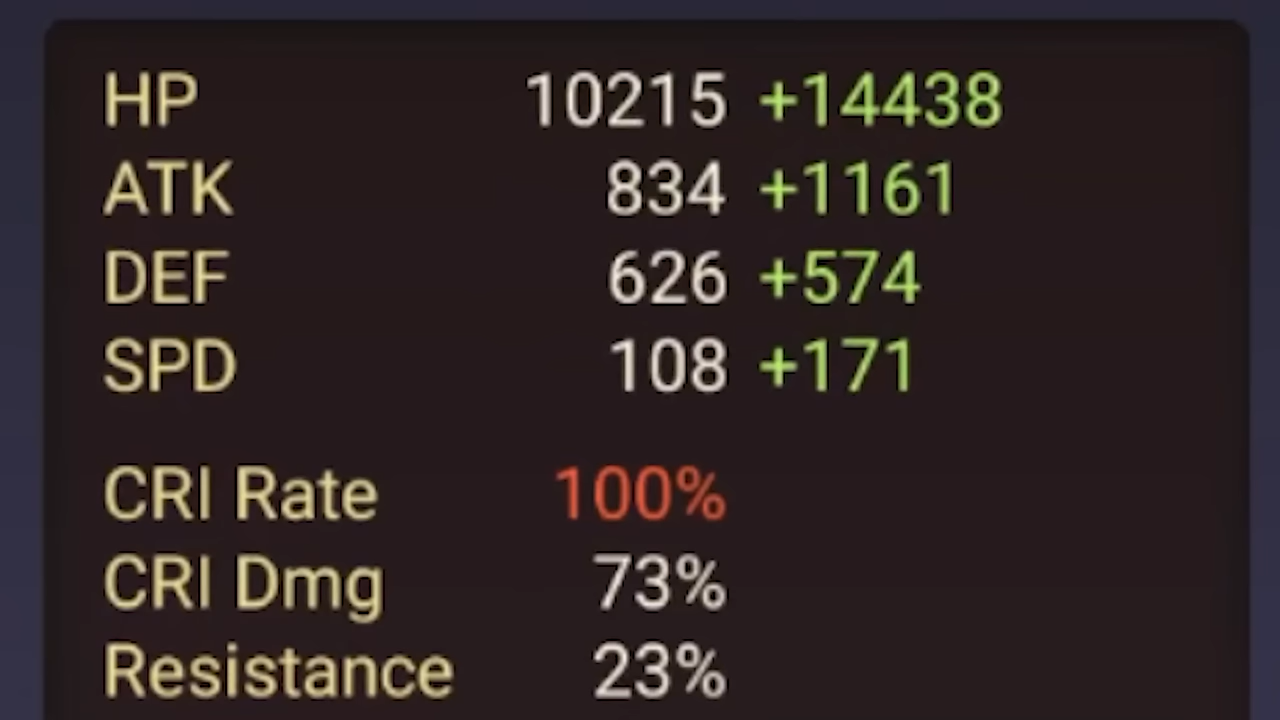 HP 10215 +14438
ATK 834 +1161
DEF 626 +574
SPD 108 +171
CRI Rate 100%
CRI Dmg 73%
Resistance 23%